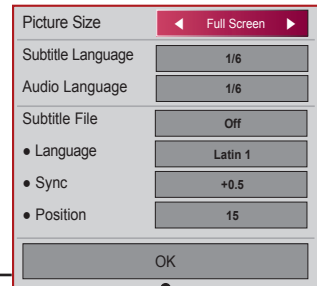 Picture Size ◀ Full Screen ▶
Subtitle Language 1/6
Audio Language 1/6
Subtitle File Off
● Language Latin 1
● Sync +0.5
● Position 15
OK